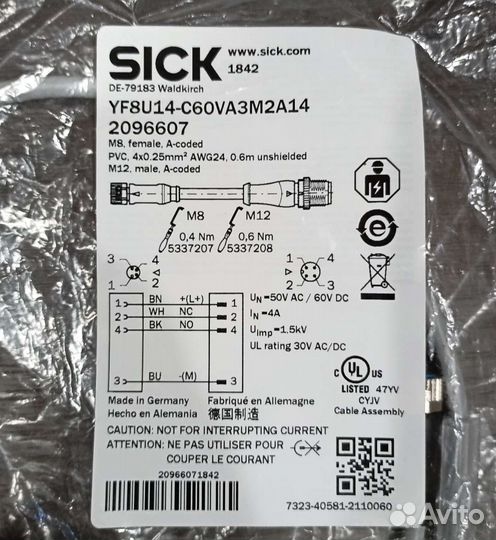 SICK
www.sick.com
1842
DE-79183 Waldkirch
YF8U14-C60VA3M2A14
2096607
M8, female, A-coded
PVC, 4x0.25mm² AWG24, 0.6m unshielded
M12, male, A-coded
M8 M12
0,4 Nm 0,6 Nm
5337207 5337208
3 4 4 3
1 2 1 2
1 BN +(L+) 1
2 WH NC 2
4 BK NO 4
3 BU -(M) 3
UN =50V AC / 60V DC
IN =4A
Uimp =1.5kV
UL rating 30V AC/DC
C UL US
LISTED 47YV
CYJV
Cable Assembly
Made in Germany Fabriqué en Allemagne
Hecho en Alemania 德国制造
CAUTION: NOT FOR INTERRUPTING CURRENT
ATTENTION: NE PAS UTILISER POUR
COUPER LE COURANT
20966071842
7323-40581-2110060
Avito